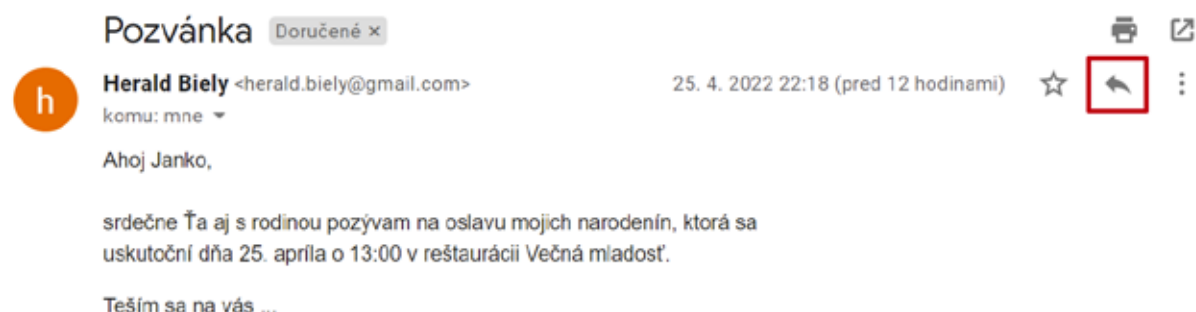 Pozvánka Doručené ×
Herald Biely <herald.biely@gmail.com> 25. 4. 2022 22:18 (pred 12 hodinami)
h
komu: mne
Ahoj Janko,
srdečne Ťa aj s rodinou pozývam na oslavu mojich narodenín, ktorá sa
uskutoční dňa 25. apríla o 13:00 v reštaurácii Večná mladosť.
Teším sa na vás ...